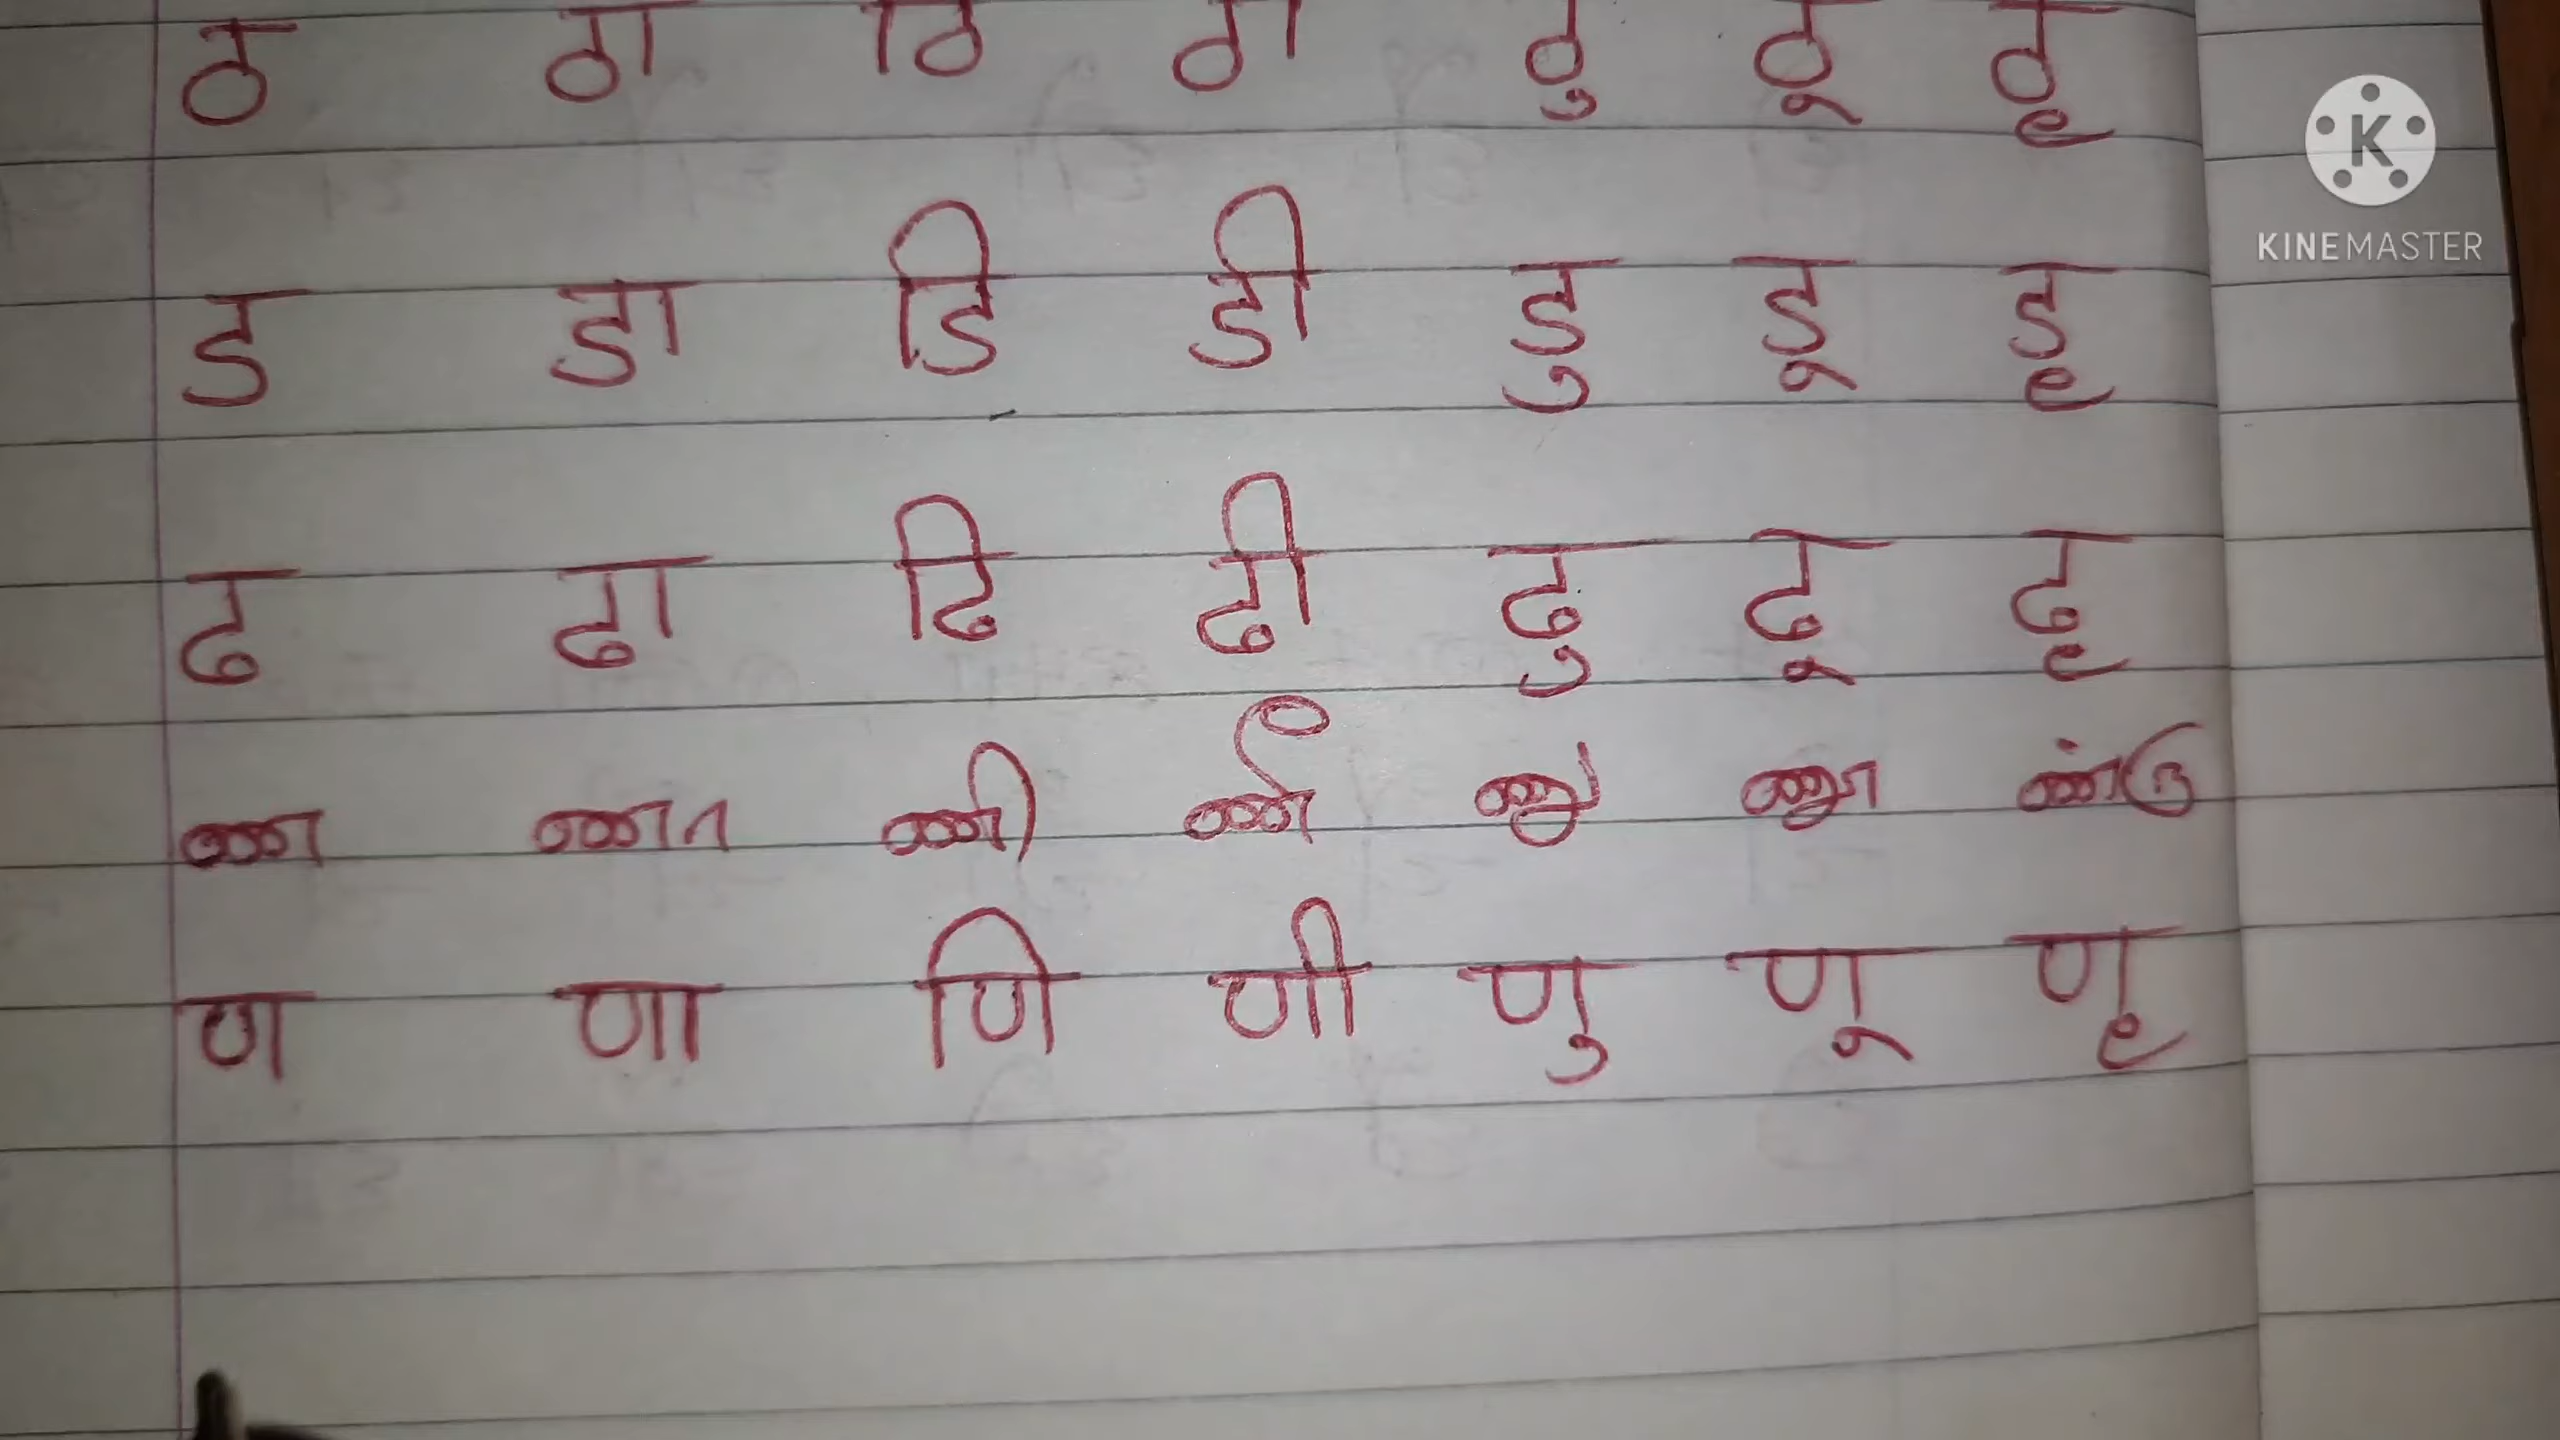 ठ ठा ठि ठी ठु ठू ठृ
ड डा डि डी डु डू डृ
ढ ढा ढि ढी ढु ढू ढृ
ண ணா ணி ணீ ணு ணூ ண்ரு
ण णा णि णी णु णू णृ
K
KINEMASTER